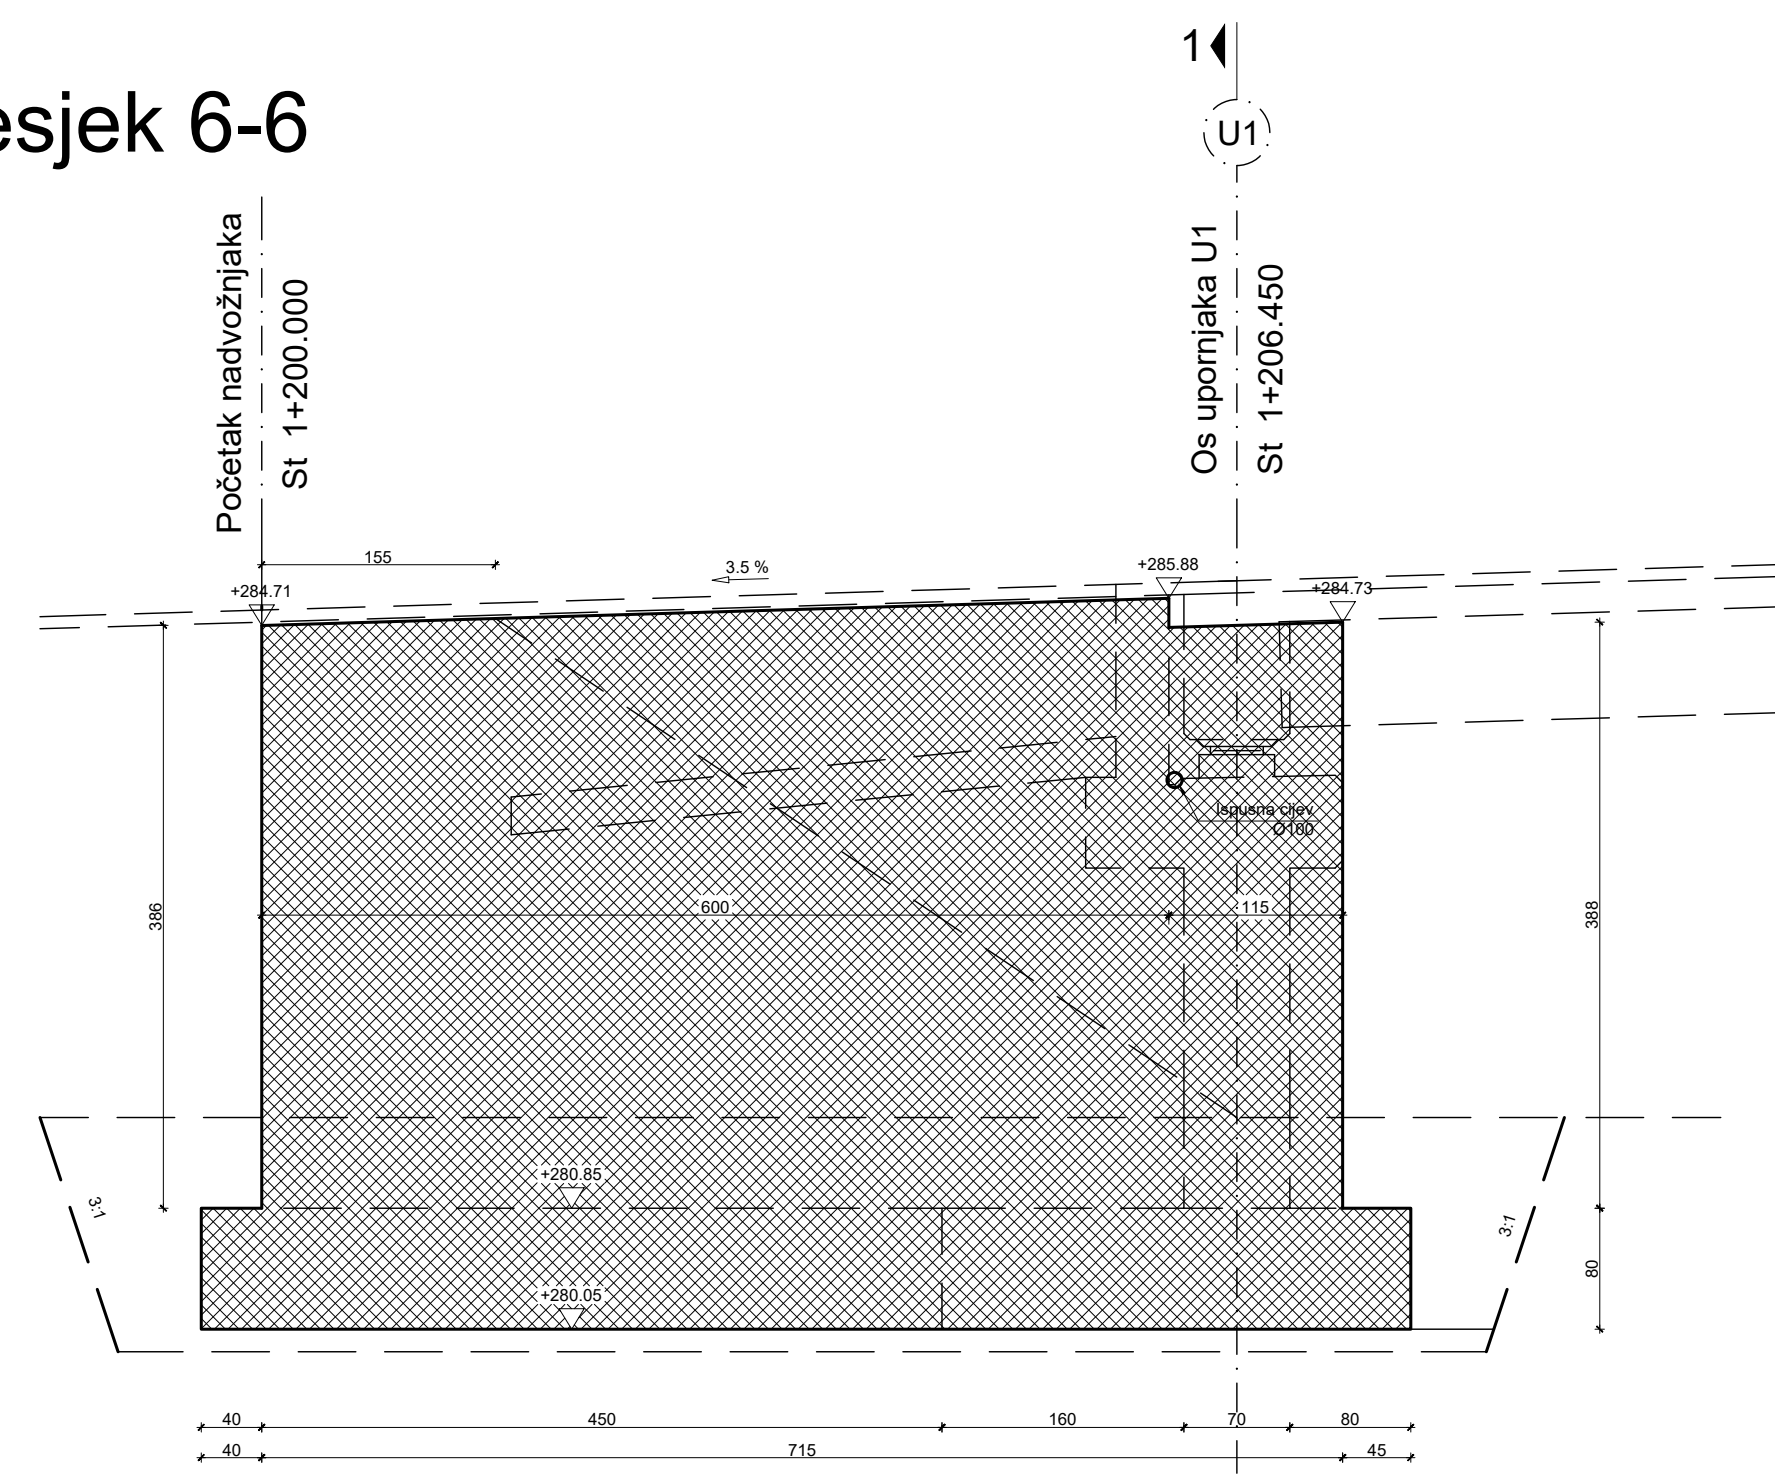 1
esjek 6-6
U1
Početak nadvožnjaka
St 1+200.000
Os upornjaka U1
St 1+206.450
155
3.5 %
+285.88
+284.71
+284.73
Ispusna cijev
Ø100
600
115
386
388
+280.85
3:1
3:1
80
+280.05
40
450
160
70
80
40
715
45